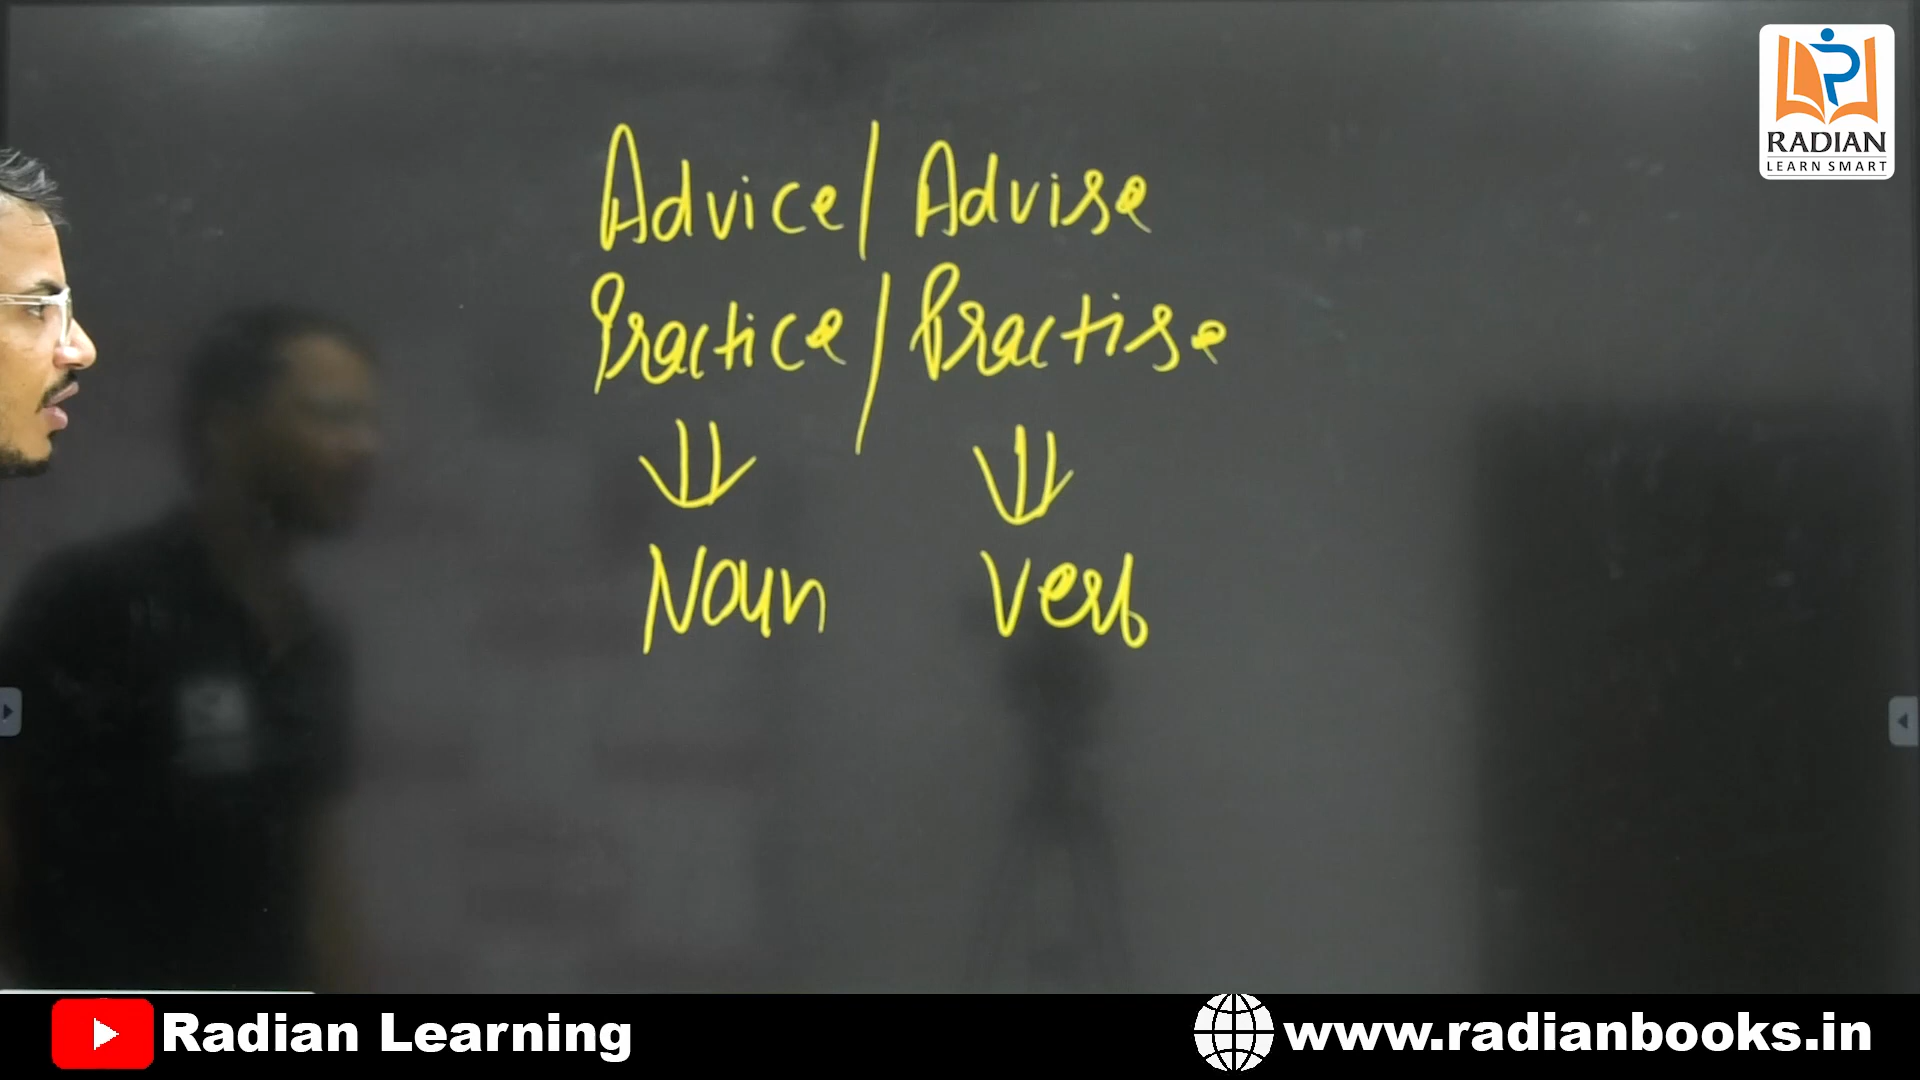 Advice / Advise
Practice / Practise
Noun Verb
RADIAN
LEARN SMART
Radian Learning
www.radianbooks.in